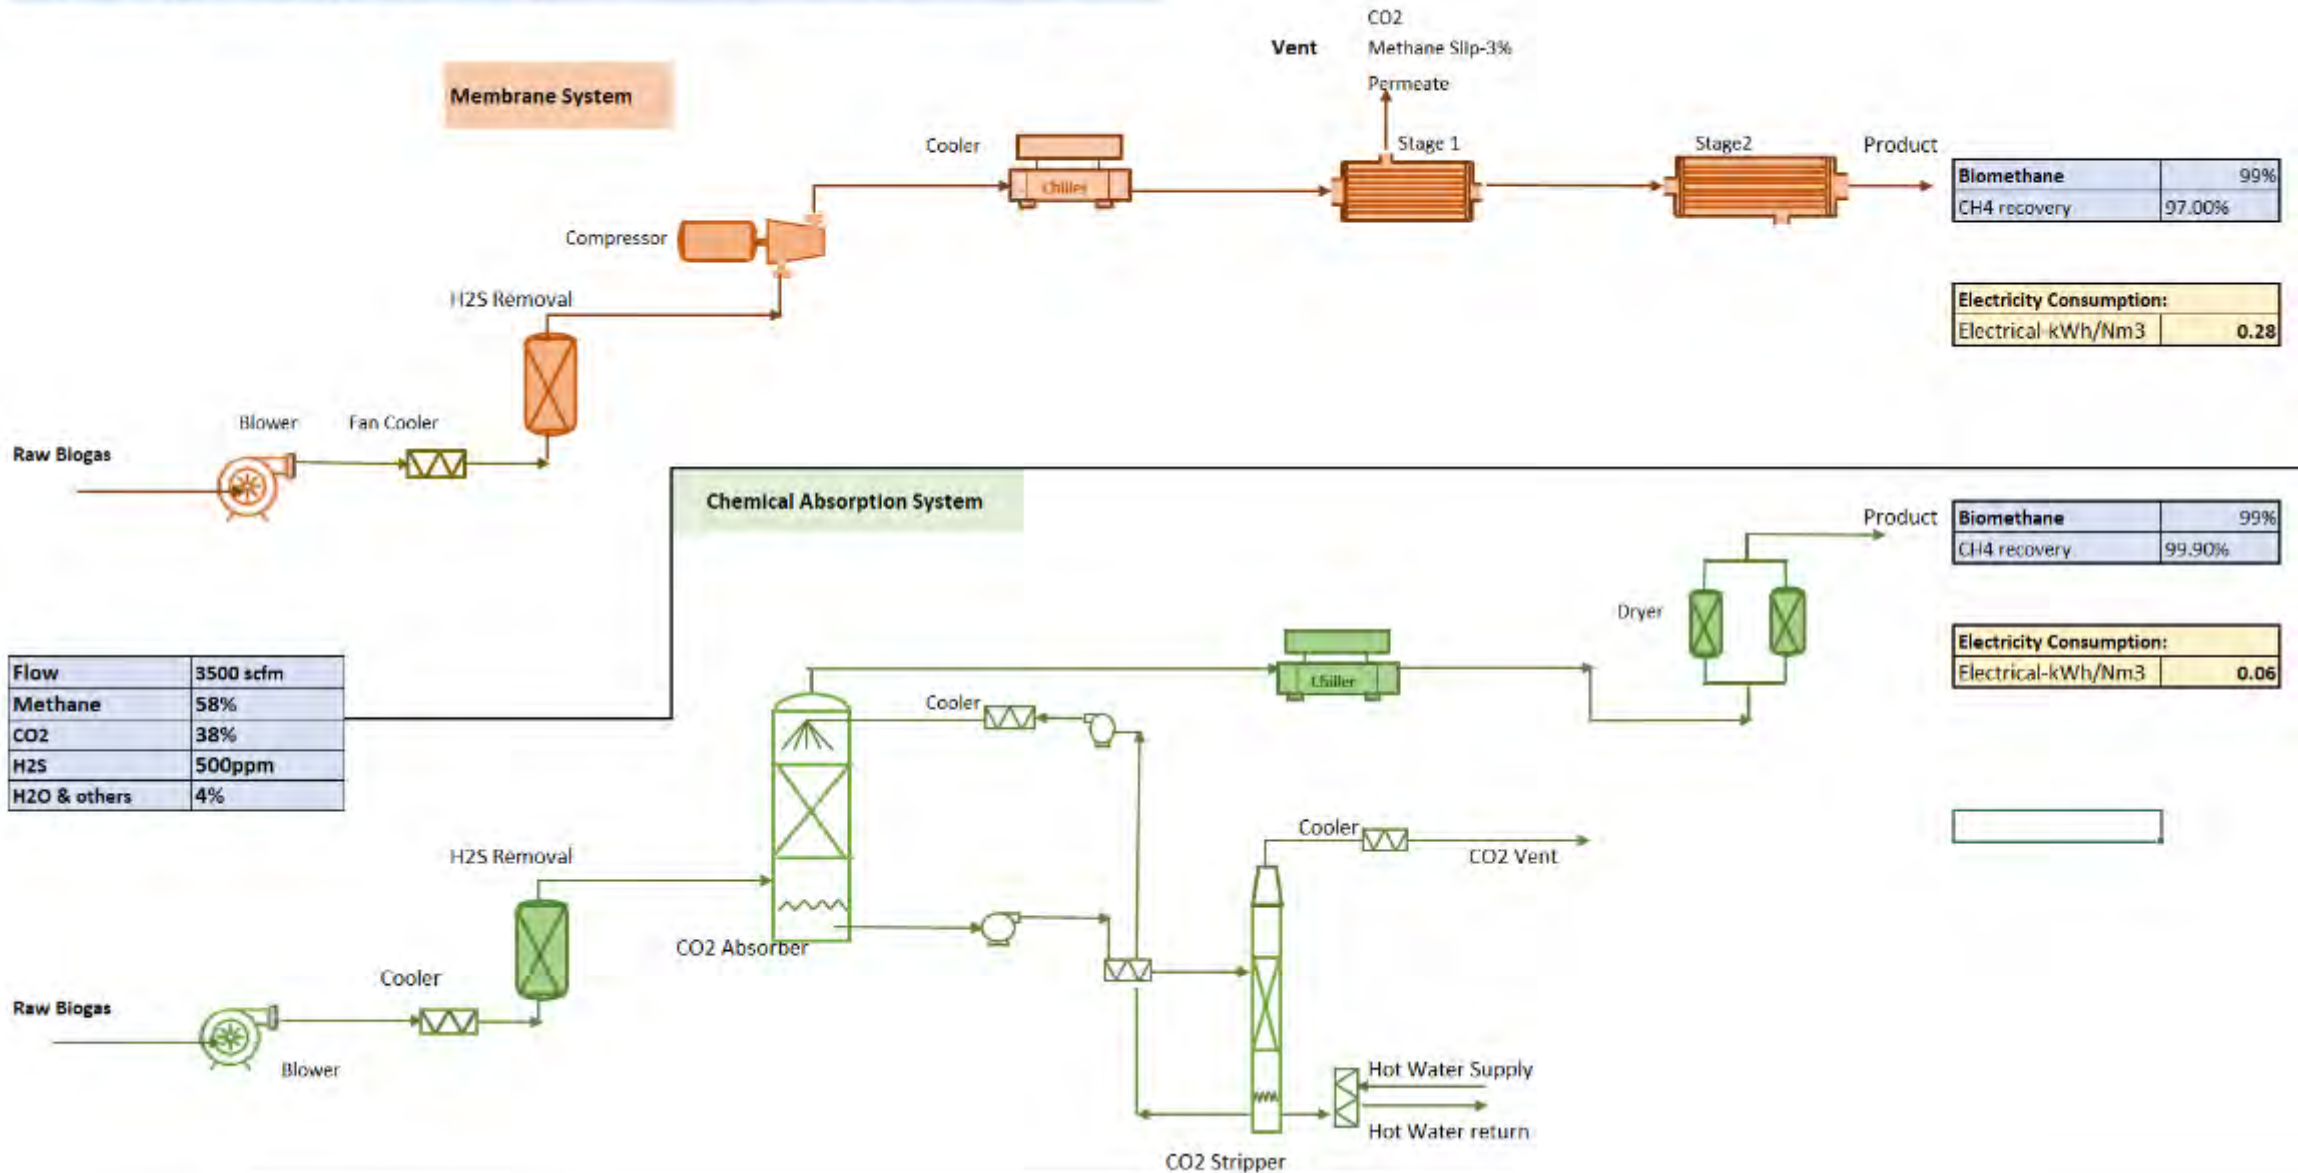 CO2
Vent Methane Slip-3%
Permeate
Membrane System
Cooler
Chiller
Stage 1
Stage2
Product
Biomethane 99%
CH4 recovery 97.00%
Compressor
H2S Removal
Electricity Consumption:
Electrical-kWh/Nm3 0.28
Blower
Fan Cooler
Raw Biogas
Chemical Absorption System
Product
Biomethane 99%
CH4 recovery 99.90%
Dryer
Electricity Consumption:
Electrical-kWh/Nm3 0.06
Flow 3500 scfm
Methane 58%
CO2 38%
H2S 500ppm
H2O & others 4%
Chiller
Cooler
Cooler
CO2 Vent
H2S Removal
CO2 Absorber
Cooler
Raw Biogas
Blower
Hot Water Supply
Hot Water return
CO2 Stripper